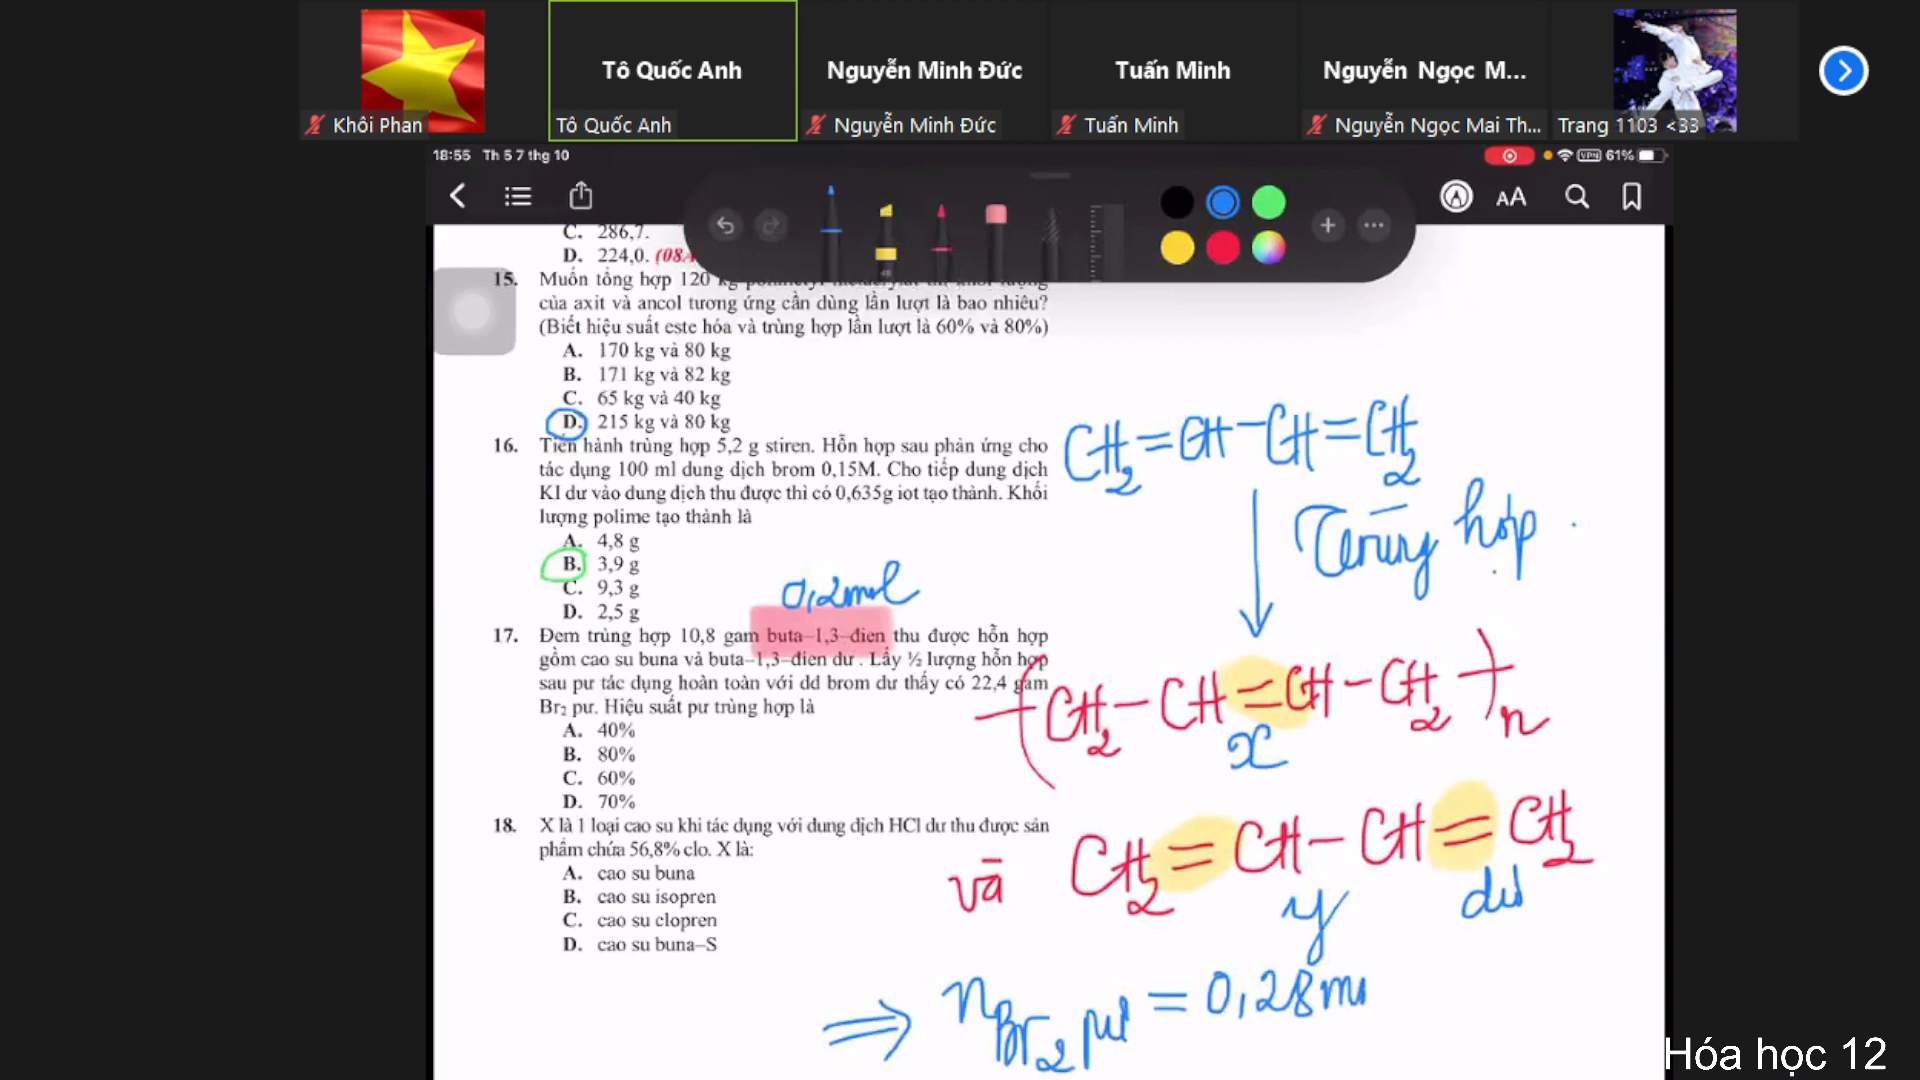 Tô Quốc Anh
Nguyễn Minh Đức
Tuấn Minh
Nguyễn Ngọc M...
Khôi Phan
Tô Quốc Anh
Nguyễn Minh Đức
Tuấn Minh
Nguyễn Ngọc Mai Th...
Trang 1103 <33
18:55 Th 5 7 thg 10
VPN 61%
AA
C. 286,7.
D. 224,0. (08A
15. Muốn tổng hợp 120 kg polimetyl metacrylat thì khối lượng
của axit và ancol tương ứng cần dùng lần lượt là bao nhiêu?
(Biết hiệu suất este hóa và trùng hợp lần lượt là 60% và 80%)
A. 170 kg và 80 kg
B. 171 kg và 82 kg
C. 65 kg và 40 kg
D. 215 kg và 80 kg
16. Tiến hành trùng hợp 5,2 g stiren. Hỗn hợp sau phản ứng cho
tác dụng 100 ml dung dịch brom 0,15M. Cho tiếp dung dịch
KI dư vào dung dịch thu được thì có 0,635g iot tạo thành. Khối
lượng polime tạo thành là
A. 4,8 g
B. 3,9 g
C. 9,3 g
D. 2,5 g
0,2mol
17. Đem trùng hợp 10,8 gam buta–1,3–đien thu được hỗn hợp
gồm cao su buna và buta–1,3–đien dư . Lấy ½ lượng hỗn hợp
sau pư tác dụng hoàn toàn với dd brom dư thấy có 22,4 gam
Br₂ pư. Hiệu suất pư trùng hợp là
A. 40%
B. 80%
C. 60%
D. 70%
18. X là 1 loại cao su khi tác dụng với dung dịch HCl dư thu được sản
phẩm chứa 56,8% clo. X là:
A. cao su buna
B. cao su isopren
C. cao su clopren
D. cao su buna–S
CH₂=CH–CH=CH₂
Trùng hợp.
(CH₂–CH=CH–CH₂)n
x
và CH₂=CH–CH=CH₂
y dư
⇒ nBr₂ pư = 0,28m
Hóa học 12